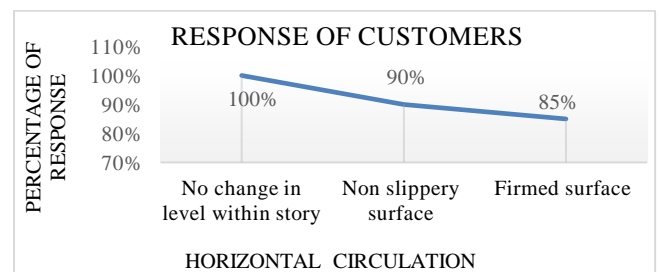 RESPONSE OF CUSTOMERS
PERCENTAGE OF
RESPONSE
110%
100%
90%
80%
70%
100%
90%
85%
No change in
level within story
Non slippery
surface
Firmed surface
HORIZONTAL CIRCULATION